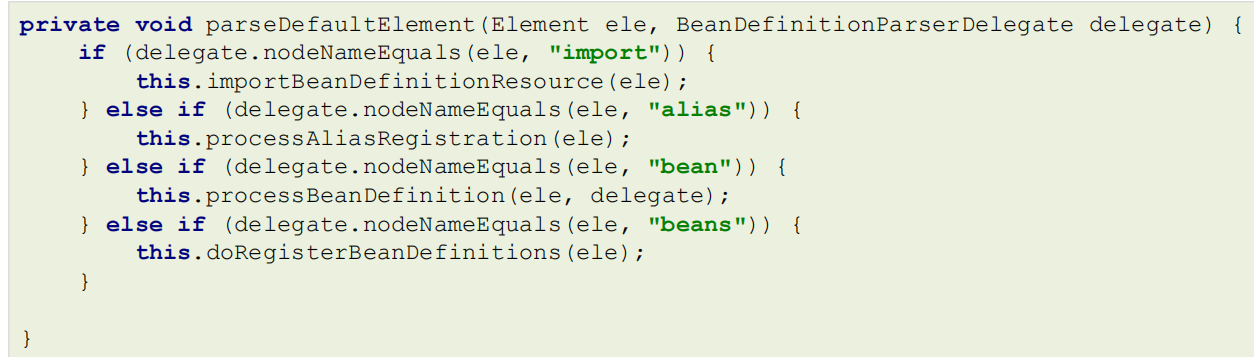 private void parseDefaultElement(Element ele, BeanDefinitionParserDelegate delegate) {
    if (delegate.nodeNameEquals(ele, "import")) {
        this.importBeanDefinitionResource(ele);
    } else if (delegate.nodeNameEquals(ele, "alias")) {
        this.processAliasRegistration(ele);
    } else if (delegate.nodeNameEquals(ele, "bean")) {
        this.processBeanDefinition(ele, delegate);
    } else if (delegate.nodeNameEquals(ele, "beans")) {
        this.doRegisterBeanDefinitions(ele);
    }

}